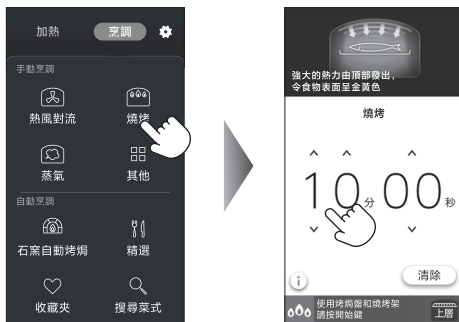 加熱
烹調
手動烹調
熱風對流
燒烤
蒸氣
其他
自動烹調
石窯自動烤焗
精選
收藏夾
搜尋菜式
強大的熱力由頂部發出，
令食物表面呈金黃色
燒烤
10分00秒
清除
i
使用烤焗盤和燒烤架
請按開始鍵
上層